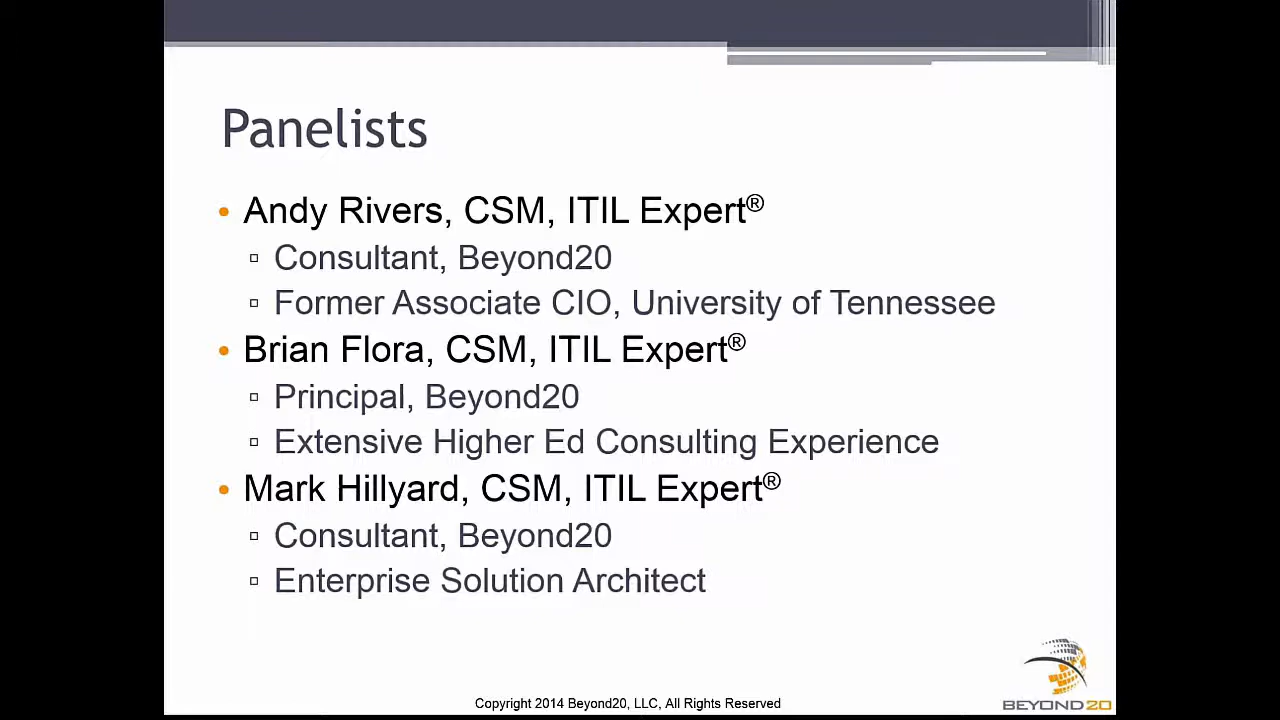 Panelists
• Andy Rivers, CSM, ITIL Expert®
▫ Consultant, Beyond20
▫ Former Associate CIO, University of Tennessee
• Brian Flora, CSM, ITIL Expert®
▫ Principal, Beyond20
▫ Extensive Higher Ed Consulting Experience
• Mark Hillyard, CSM, ITIL Expert®
▫ Consultant, Beyond20
▫ Enterprise Solution Architect
Copyright 2014 Beyond20, LLC, All Rights Reserved
BEYOND20